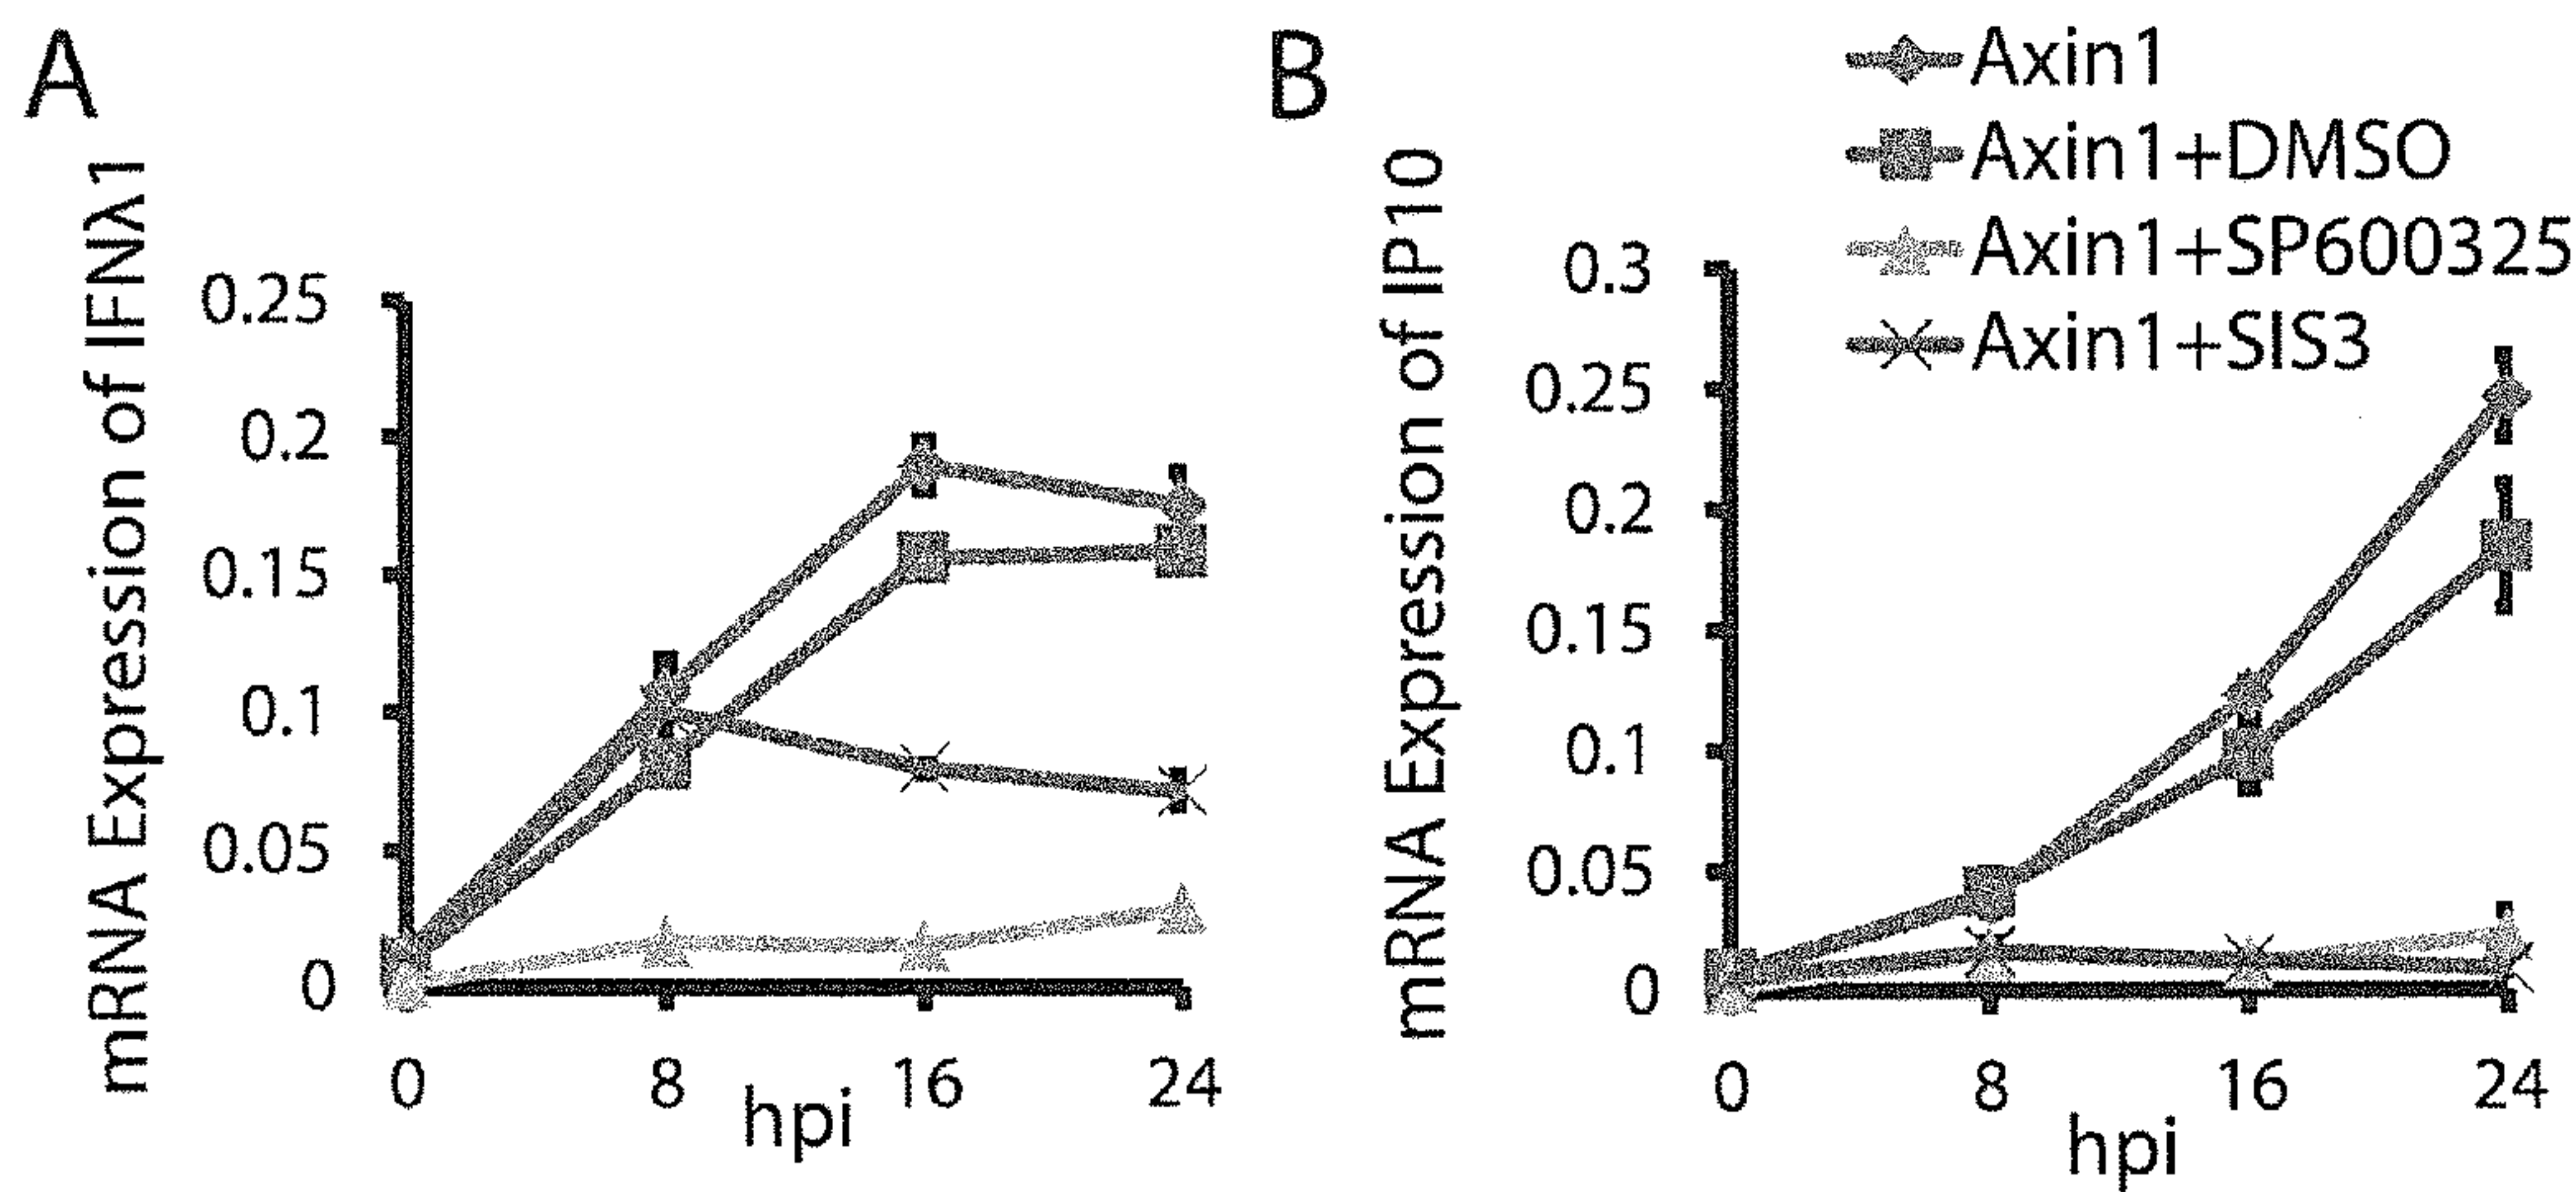 A
mRNA Expression of IFNλ1
0.25
0.2
0.15
0.1
0.05
0
0 8 16 24
hpi
B
Axin1
Axin1+DMSO
Axin1+SP600325
Axin1+SIS3
mRNA Expression of IP10
0.3
0.25
0.2
0.15
0.1
0.05
0
0 8 16 24
hpi